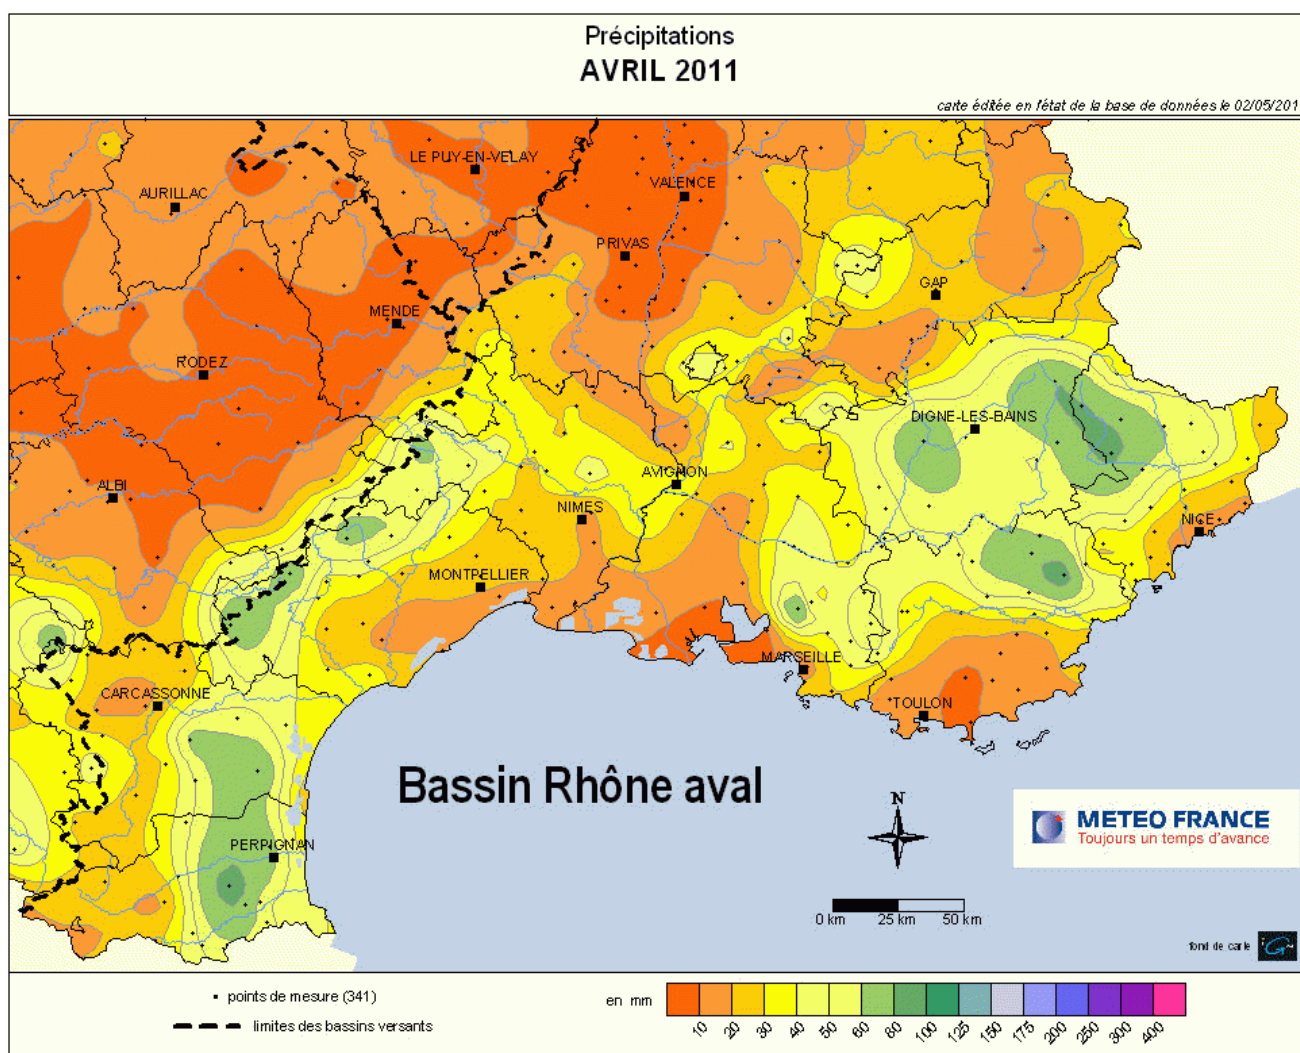 Précipitations
AVRIL 2011
carte éditée en l'état de la base de données le 02/05/201
LE PUY-EN-VELAY
AURILLAC
VALENCE
PRIVAS
GAP
MENDE
RODEZ
DIGNE-LES-BAINS
ALBI
AVIGNON
NIMES
NICE
MONTPELLIER
MARSEILLE
CARCASSONNE
TOULON
Bassin Rhône aval
N
METEO FRANCE
Toujours un temps d'avance
PERPIGNAN
0 km 25 km 50 km
fond de carte
points de mesure (341)
limites des bassins versants
en mm
10 20 30 40 50 60 80 100 125 150 175 200 250 300 400